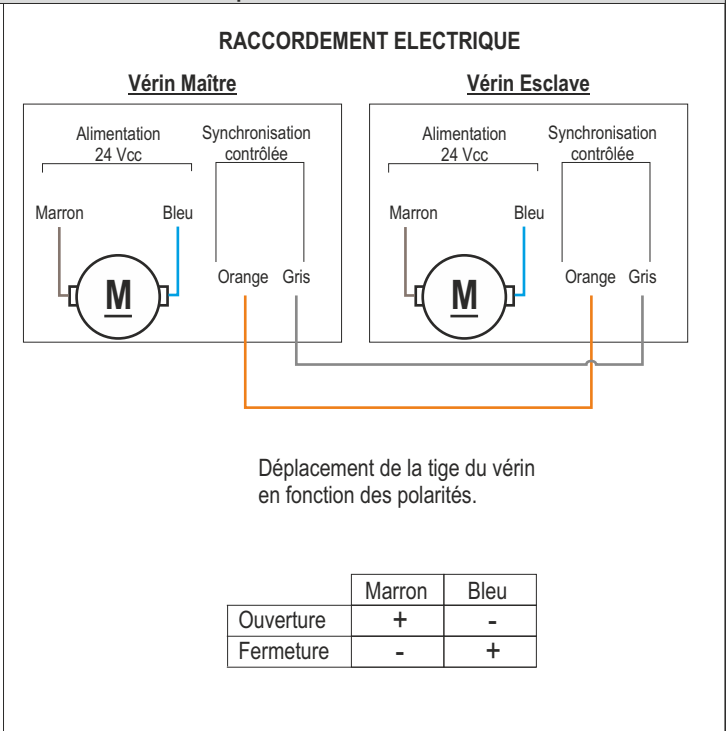 RACCORDEMENT ELECTRIQUE
Vérin Maître
Vérin Esclave
Alimentation
24 Vcc
Synchronisation
contrôlée
Marron
Bleu
M
Orange
Gris
Alimentation
24 Vcc
Synchronisation
contrôlée
Marron
Bleu
M
Orange
Gris
Déplacement de la tige du vérin
en fonction des polarités.
Marron Bleu
Ouverture + -
Fermeture - +